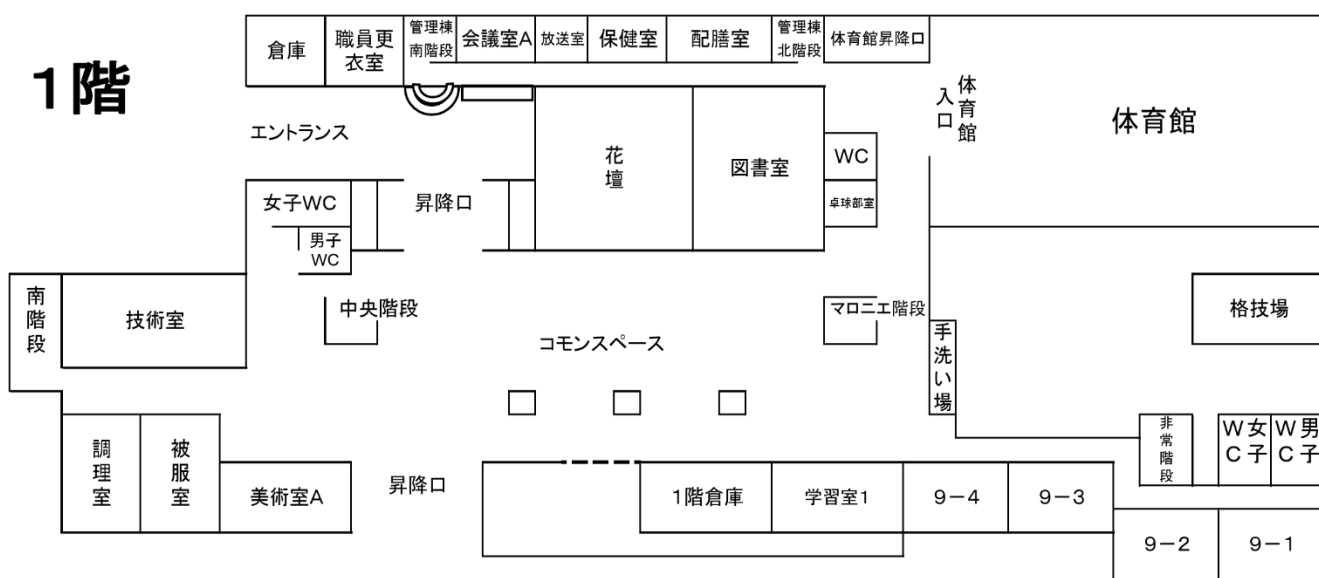 1階
倉庫
職員更
衣室
管理棟
南階段
会議室A
放送室
保健室
配膳室
管理棟
北階段
体育館昇降口
エントランス
花壇
図書室
WC
卓球部室
体育館
入口
体育館
女子WC
昇降口
男子
WC
南階段
技術室
中央階段
コモンスペース
マロニエ階段
手洗い場
格技場
調理室
被服室
美術室A
昇降口
1階倉庫
学習室1
9-4
9-3
非常階段
女子
WC
男子
WC
9-2
9-1